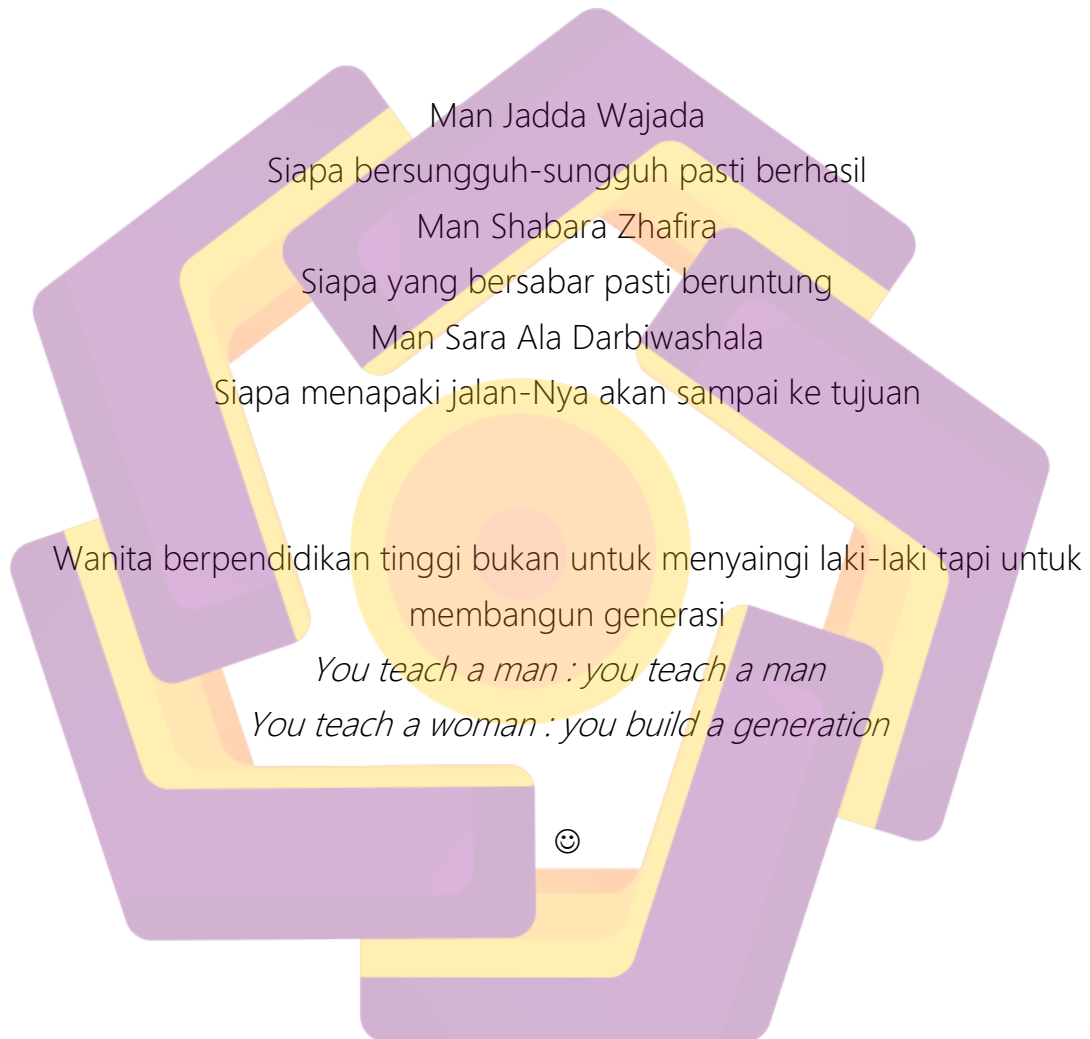 Man Jadda Wajada
Siapa bersungguh-sungguh pasti berhasil
Man Shabara Zhafira
Siapa yang bersabar pasti beruntung
Man Sara Ala Darbiwashala
Siapa menapaki jalan-Nya akan sampai ke tujuan
Wanita berpendidikan tinggi bukan untuk menyaingi laki-laki tapi untuk
membangun generasi
You teach a man : you teach a man
You teach a woman : you build a generation
☺